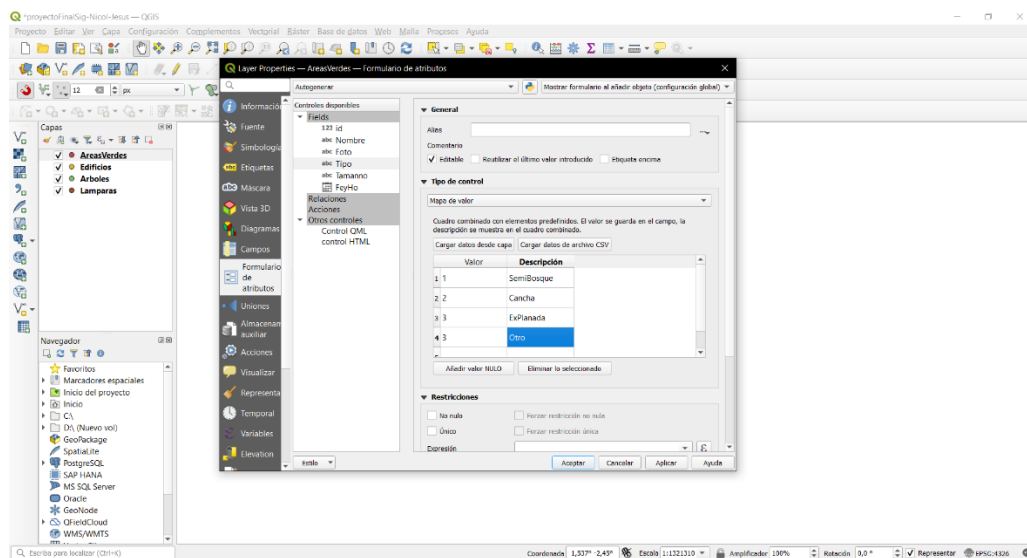 *proyectoFinalSig-Nicol-Jesus — QGIS
Proyecto Editar Ver Capa Configuración Complementos Vectorial Ráster Base de datos Web Malla Procesos Ayuda
12 px
Capas
AreasVerdes
Edificios
Arboles
Lamparas
Navegador
Favoritos
Marcadores espaciales
Inicio del proyecto
Inicio
C:\
D:\ (Nuevo vol)
GeoPackage
SpatiaLite
PostgreSQL
SAP HANA
MS SQL Server
Oracle
GeoNode
QFieldCloud
WMS/WMTS
Layer Properties — AreasVerdes — Formulario de atributos
Autogenerar
Mostrar formulario al añadir objeto (configuración global)
Informació
Fuente
Simbología
abc Etiquetas
abc Máscara
Vista 3D
Diagramas
Campos
Formulario
de
atributos
Uniones
Almacenan
auxiliar
Acciones
Visualizar
Representa
Temporal
Variables
Elevation
Controles disponibles
Fields
123 id
abc Nombre
abc Foto
abc Tipo
abc Tamanno
FeyHo
Relaciones
Acciones
Otros controles
Control QML
control HTML
General
Alias
Comentario
Editable Reutilizar el último valor introducido Etiqueta encima
Tipo de control
Mapa de valor
Cuadro combinado con elementos predefinidos. El valor se guarda en el campo, la
descripción se muestra en el cuadro combinado.
Cargar datos desde capa Cargar datos de archivo CSV
Valor Descripción
1 1 SemiBosque
2 2 Cancha
3 3 ExPlanada
4 3 Otro
Añadir valor NULO Eliminar lo seleccionado
Restricciones
No nulo Forzar restricción no nula
Único Forzar restricción única
Expresión
Estilo Aceptar Cancelar Aplicar Ayuda
Escriba para localizar (Ctrl+K) Coordenada 1,537° -2,45° Escala 1:1321310 Amplificador 100% Rotación 0,0 ° Representar EPSG:4326